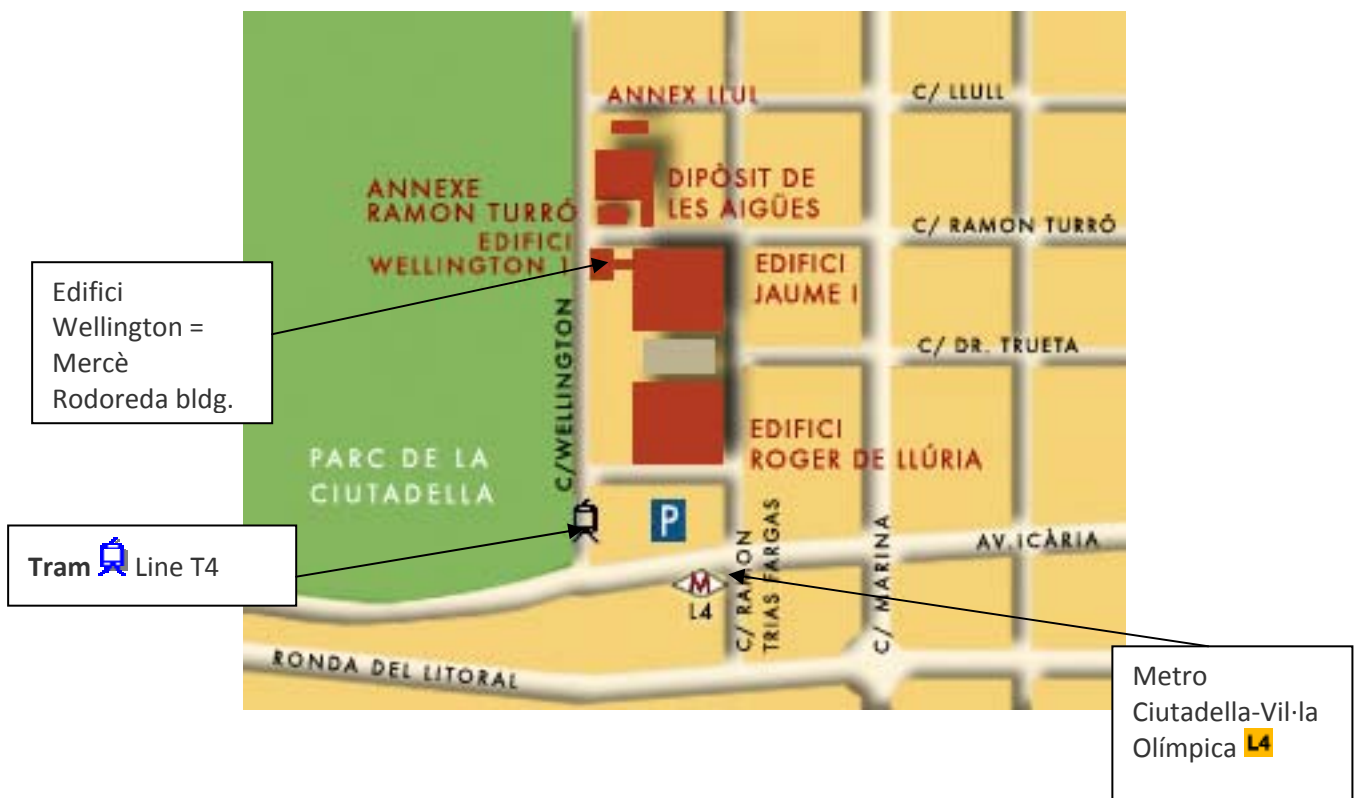 ANNEX LLUL
C/ LLULL
ANNEXE
RAMON TURRÓ
DIPÒSIT DE
LES AIGÜES
C/ RAMON TURRÓ
EDIFICI
WELLINGTON 1
EDIFICI
JAUME I
Edifici
Wellington =
Mercè
Rodoreda bldg.
C/WELLINGTON
C/ DR. TRUETA
EDIFICI
ROGER DE LLÚRIA
PARC DE LA
CIUTADELLA
P
Tram Line T4
AV. ICÀRIA
M
L4
C/ RAMON
TRIAS FARGAS
C/ MARINA
RONDA DEL LITORAL
Metro
Ciutadella-Vil·la
Olímpica L4